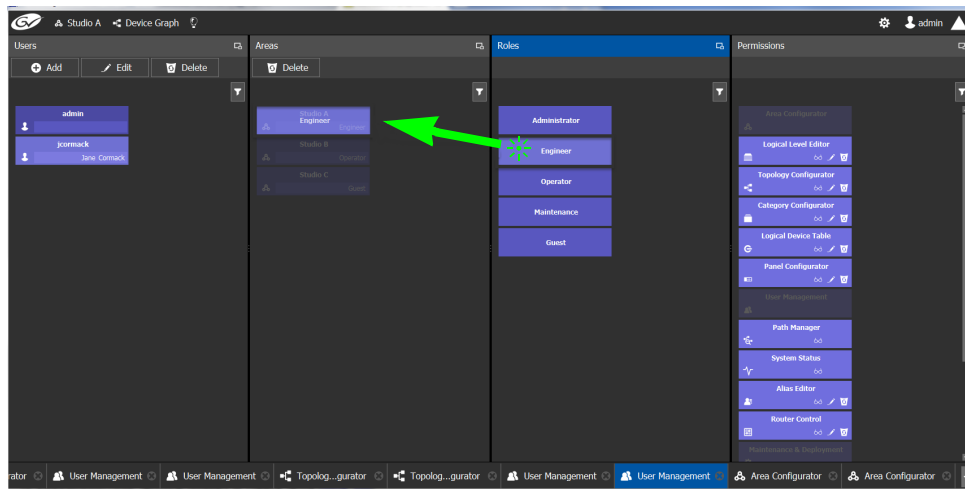 GV Studio A Device Graph admin
Users
Add Edit Delete
admin
jcormack
Jane Cormack
Areas
Delete
Studio A
Engineer
Engineer
Studio B
Operator
Studio C
Guest
Roles
Administrator
Engineer
Operator
Maintenance
Guest
Permissions
Area Configurator
Logical Level Editor
Topology Configurator
Category Configurator
Logical Device Table
Panel Configurator
User Management
Path Manager
System Status
Alias Editor
Router Control
Maintenance & Deployment
rator User Management User Management Topolog...gurator Topolog...gurator User Management User Management Area Configurator Area Configurator